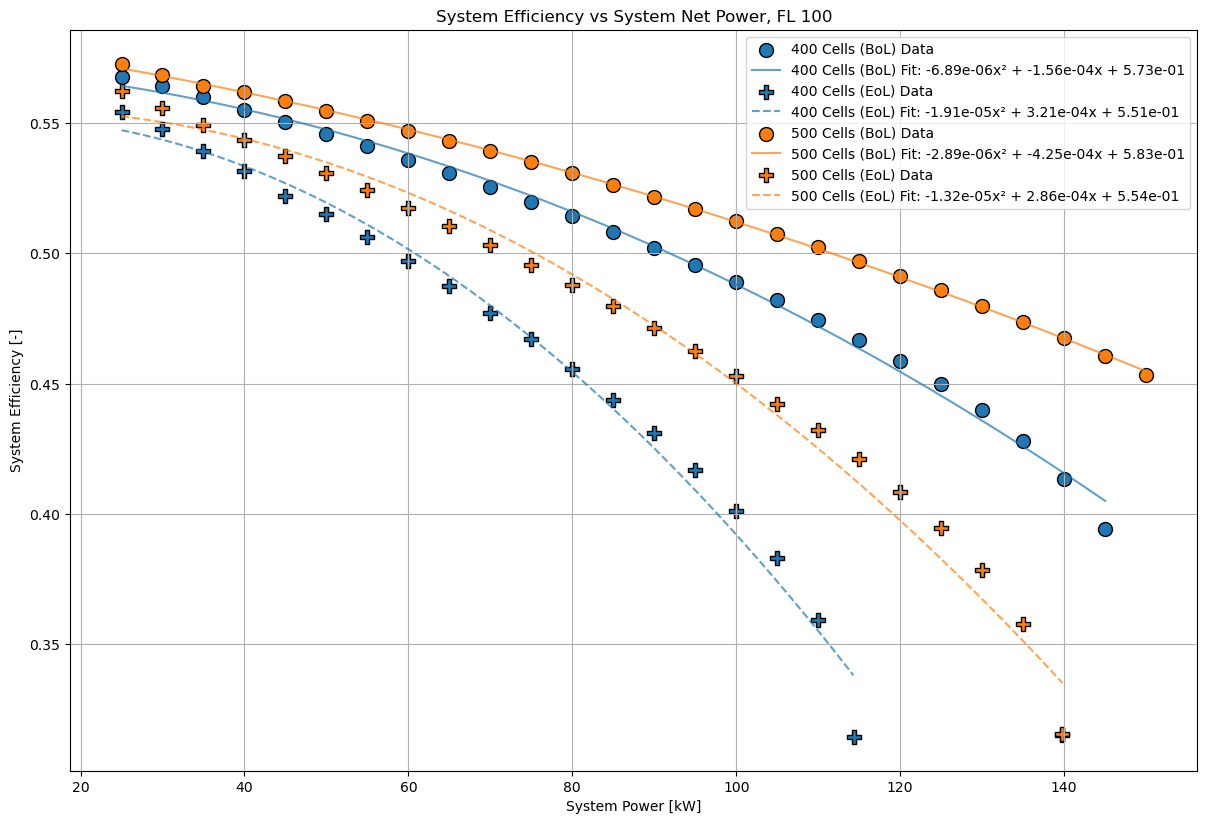 System Efficiency vs System Net Power, FL 100
400 Cells (BoL) Data
400 Cells (BoL) Fit: -6.89e-06x² + -1.56e-04x + 5.73e-01
400 Cells (EoL) Data
400 Cells (EoL) Fit: -1.91e-05x² + 3.21e-04x + 5.51e-01
500 Cells (BoL) Data
500 Cells (BoL) Fit: -2.89e-06x² + -4.25e-04x + 5.83e-01
500 Cells (EoL) Data
500 Cells (EoL) Fit: -1.32e-05x² + 2.86e-04x + 5.54e-01
System Efficiency [-]
0.55
0.50
0.45
0.40
0.35
20 40 60 80 100 120 140
System Power [kW]